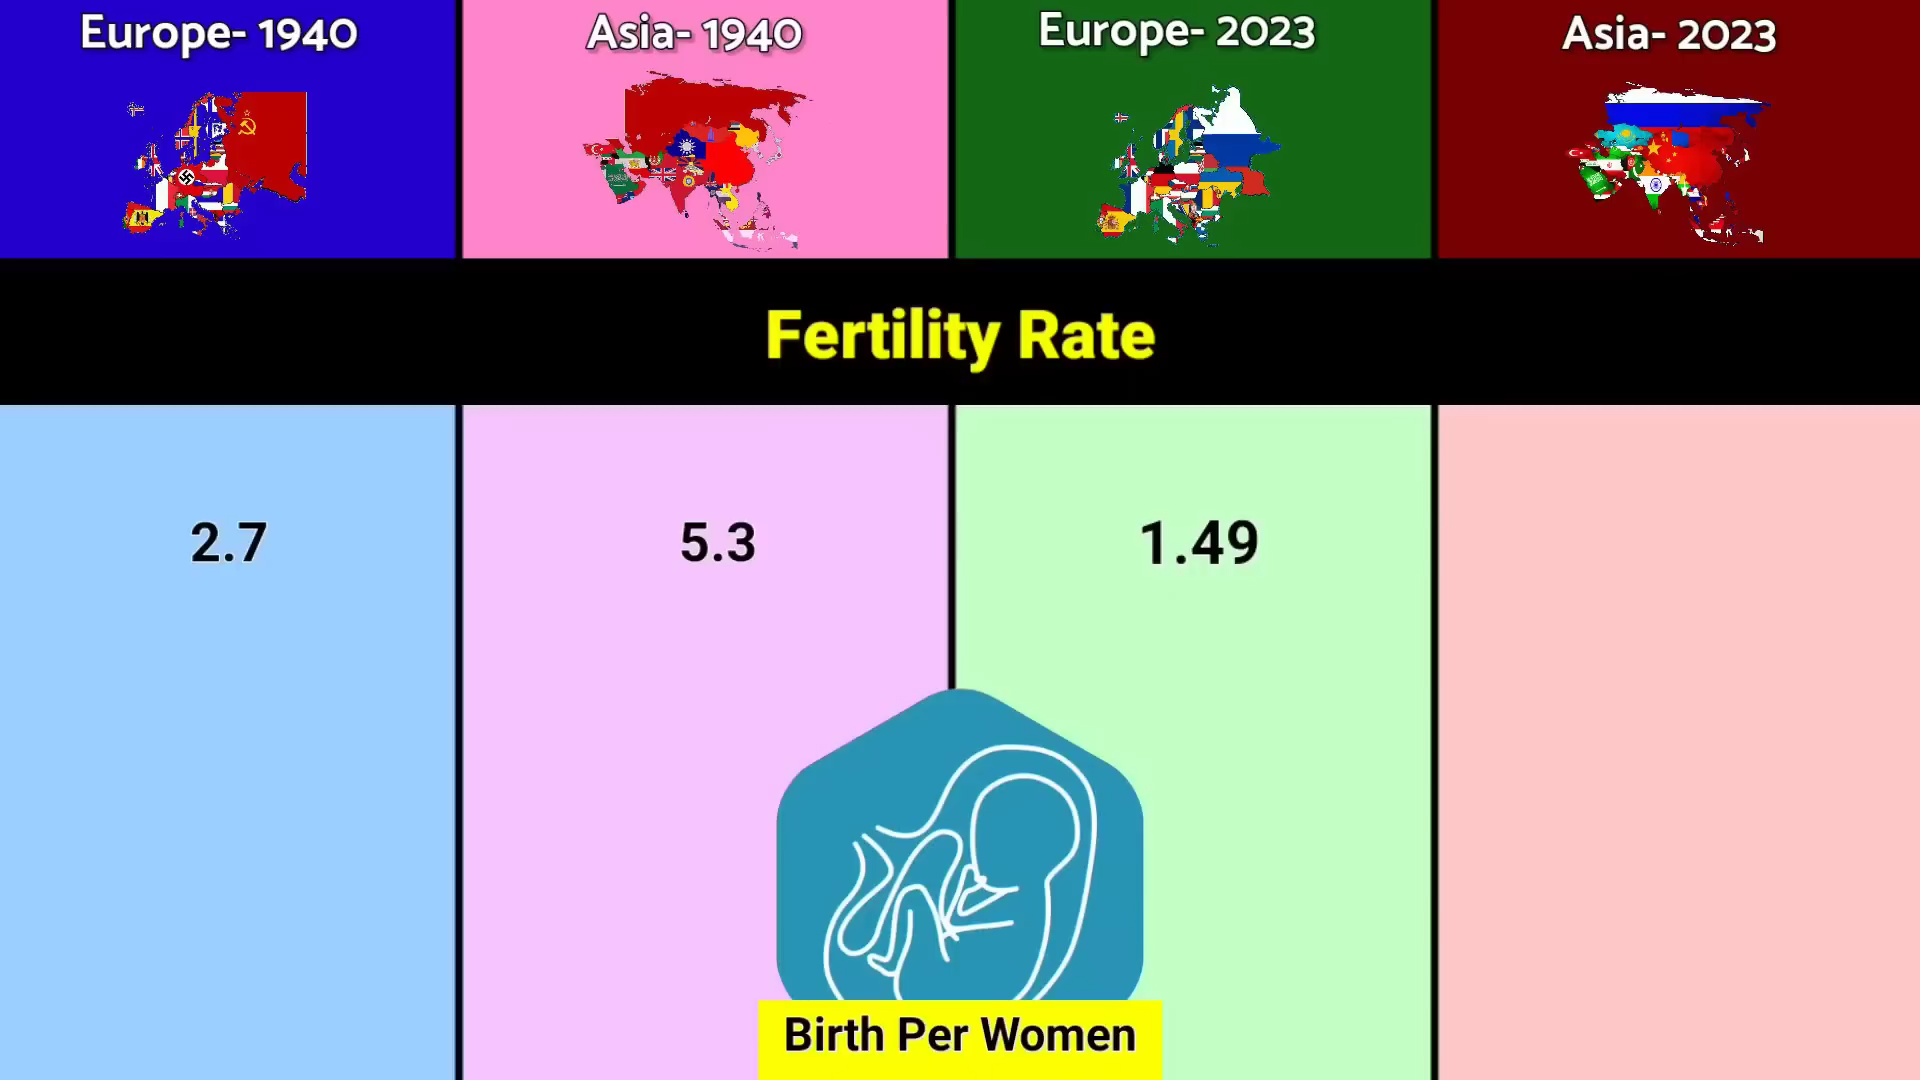 Europe- 1940
Asia- 1940
Europe- 2023
Asia- 2023
Fertility Rate
2.7
5.3
1.49
Birth Per Women